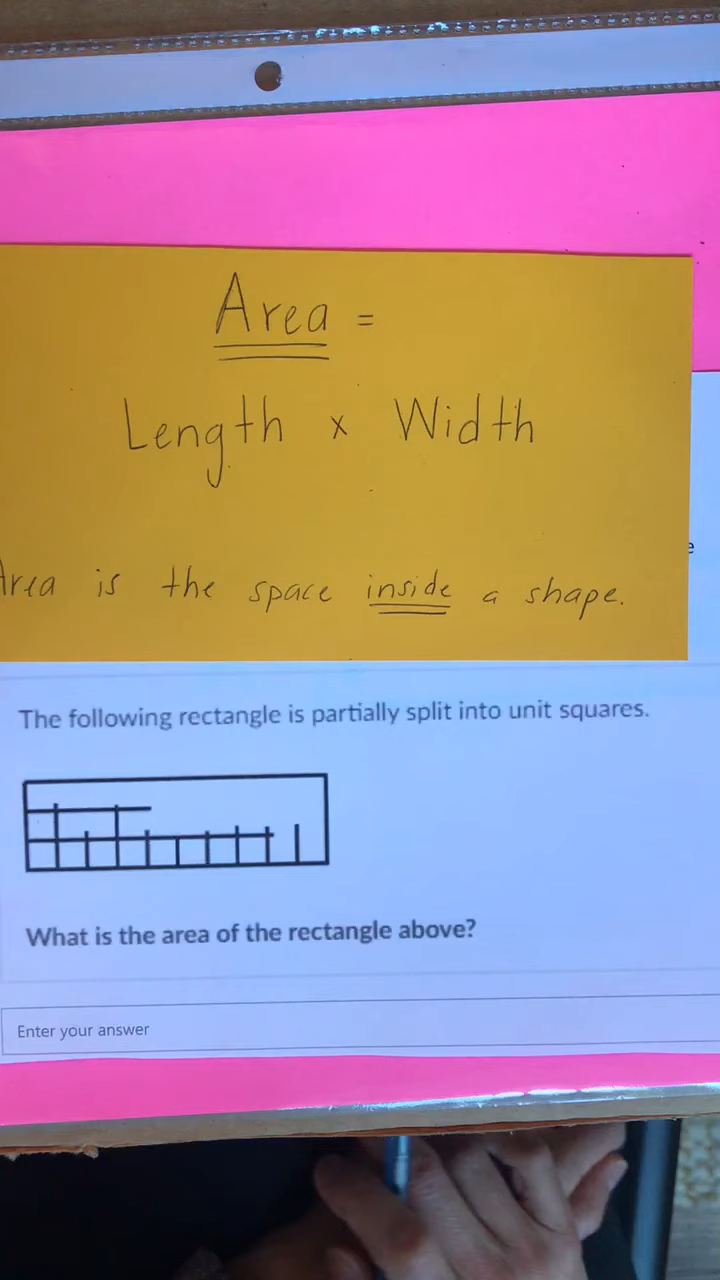 Area =
Length x Width
Area is the space inside a shape.
e
The following rectangle is partially split into unit squares.
What is the area of the rectangle above?
Enter your answer